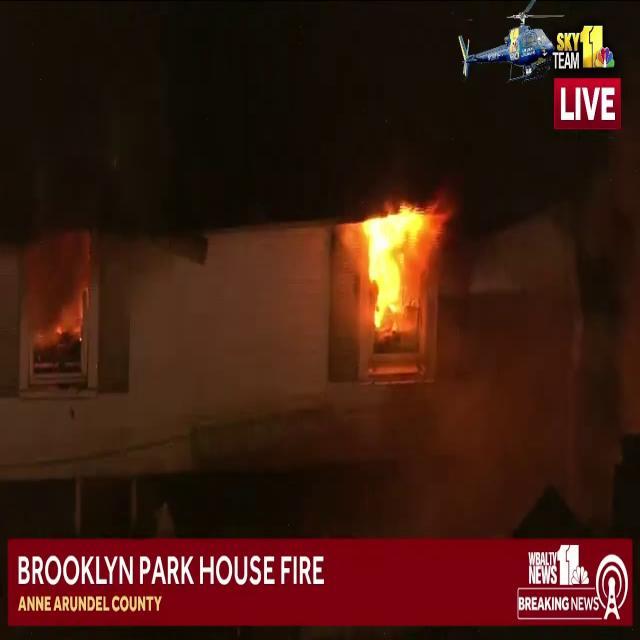 SKY
TEAM 11
LIVE
BROOKLYN PARK HOUSE FIRE
ANNE ARUNDEL COUNTY
WBALTV
NEWS 11
BREAKING NEWS